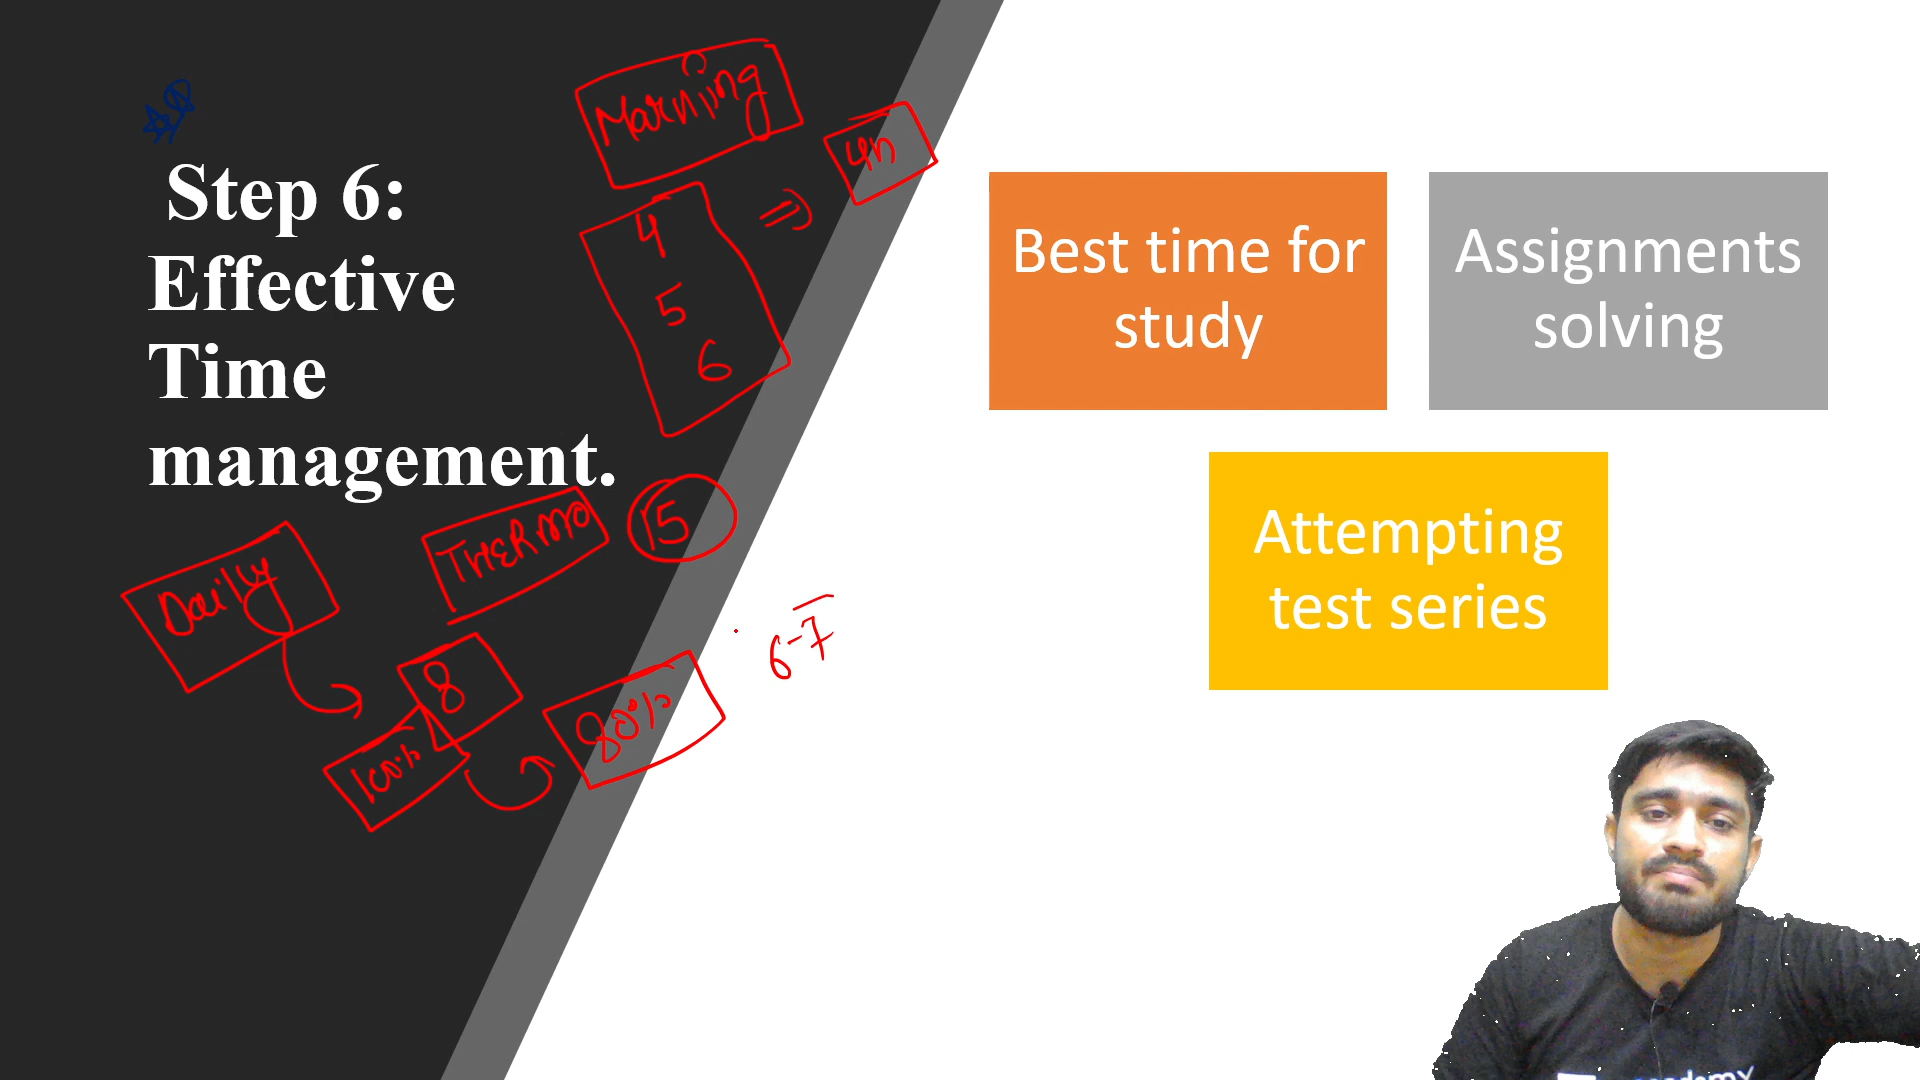 Step 6:
Effective
Time
management.
Morning
4h
4
5
6
THERMO
15
Daily
8
100%
80%
6-7
Best time for
study
Assignments
solving
Attempting
test series